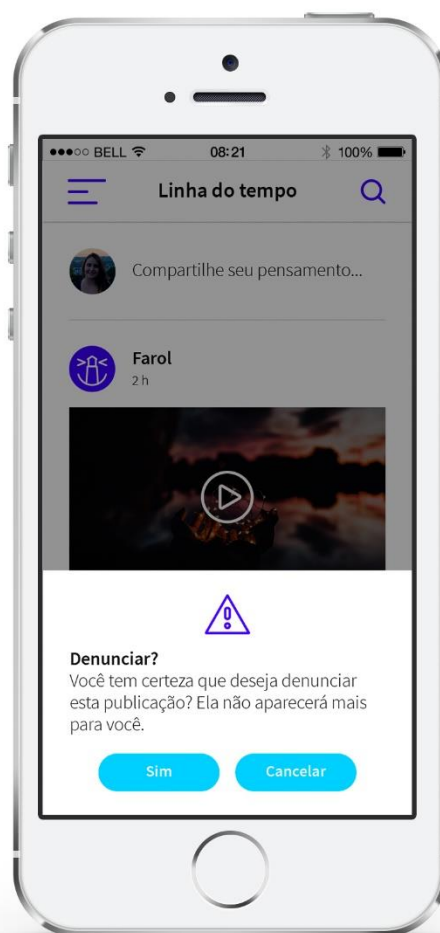 BELL 08:21 100%
Linha do tempo
Compartilhe seu pensamento...
Farol
2 h
Denunciar?
Você tem certeza que deseja denunciar
esta publicação? Ela não aparecerá mais
para você.
Sim Cancelar